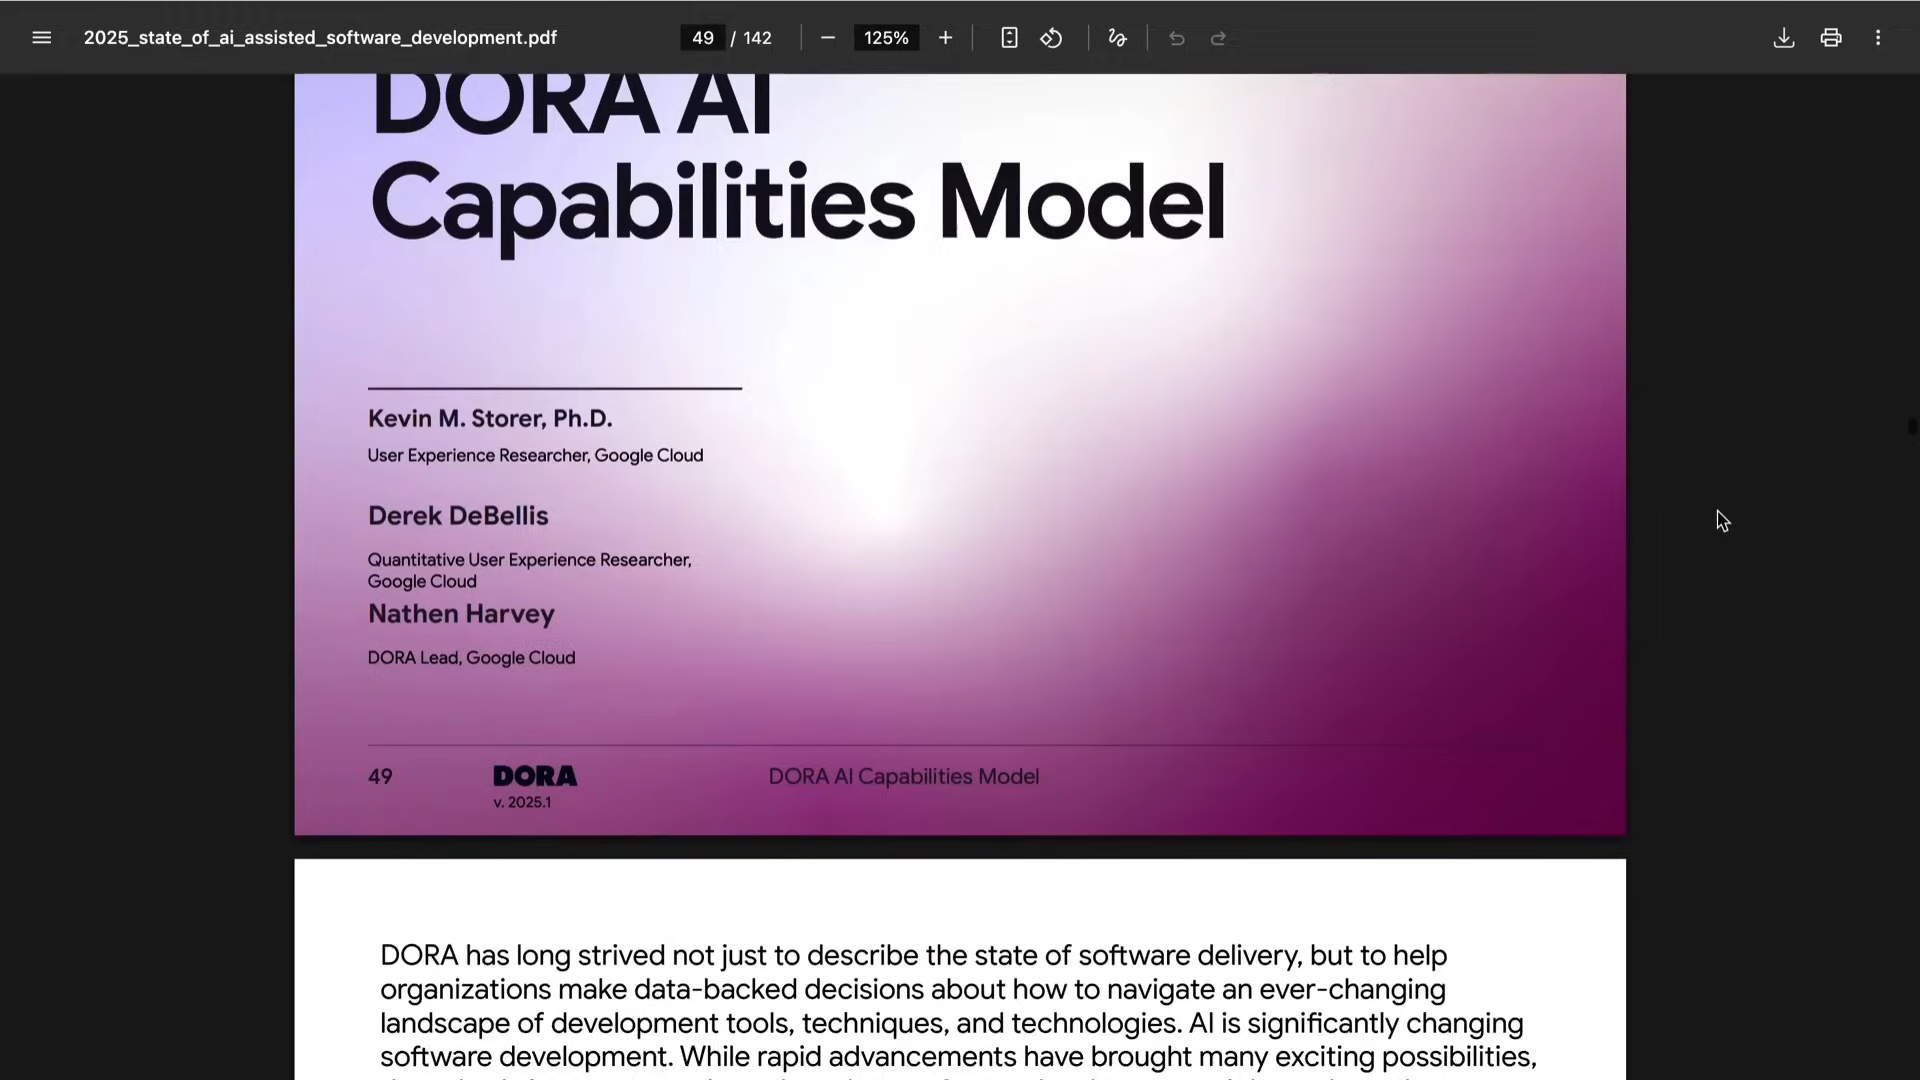 2025_state_of_ai_assisted_software_development.pdf
49 / 142
125%
DORA AI
Capabilities Model
Kevin M. Storer, Ph.D.
User Experience Researcher, Google Cloud
Derek DeBellis
Quantitative User Experience Researcher,
Google Cloud
Nathen Harvey
DORA Lead, Google Cloud
49
DORA
v. 2025.1
DORA AI Capabilities Model
DORA has long strived not just to describe the state of software delivery, but to help
organizations make data-backed decisions about how to navigate an ever-changing
landscape of development tools, techniques, and technologies. AI is significantly changing
software development. While rapid advancements have brought many exciting possibilities,